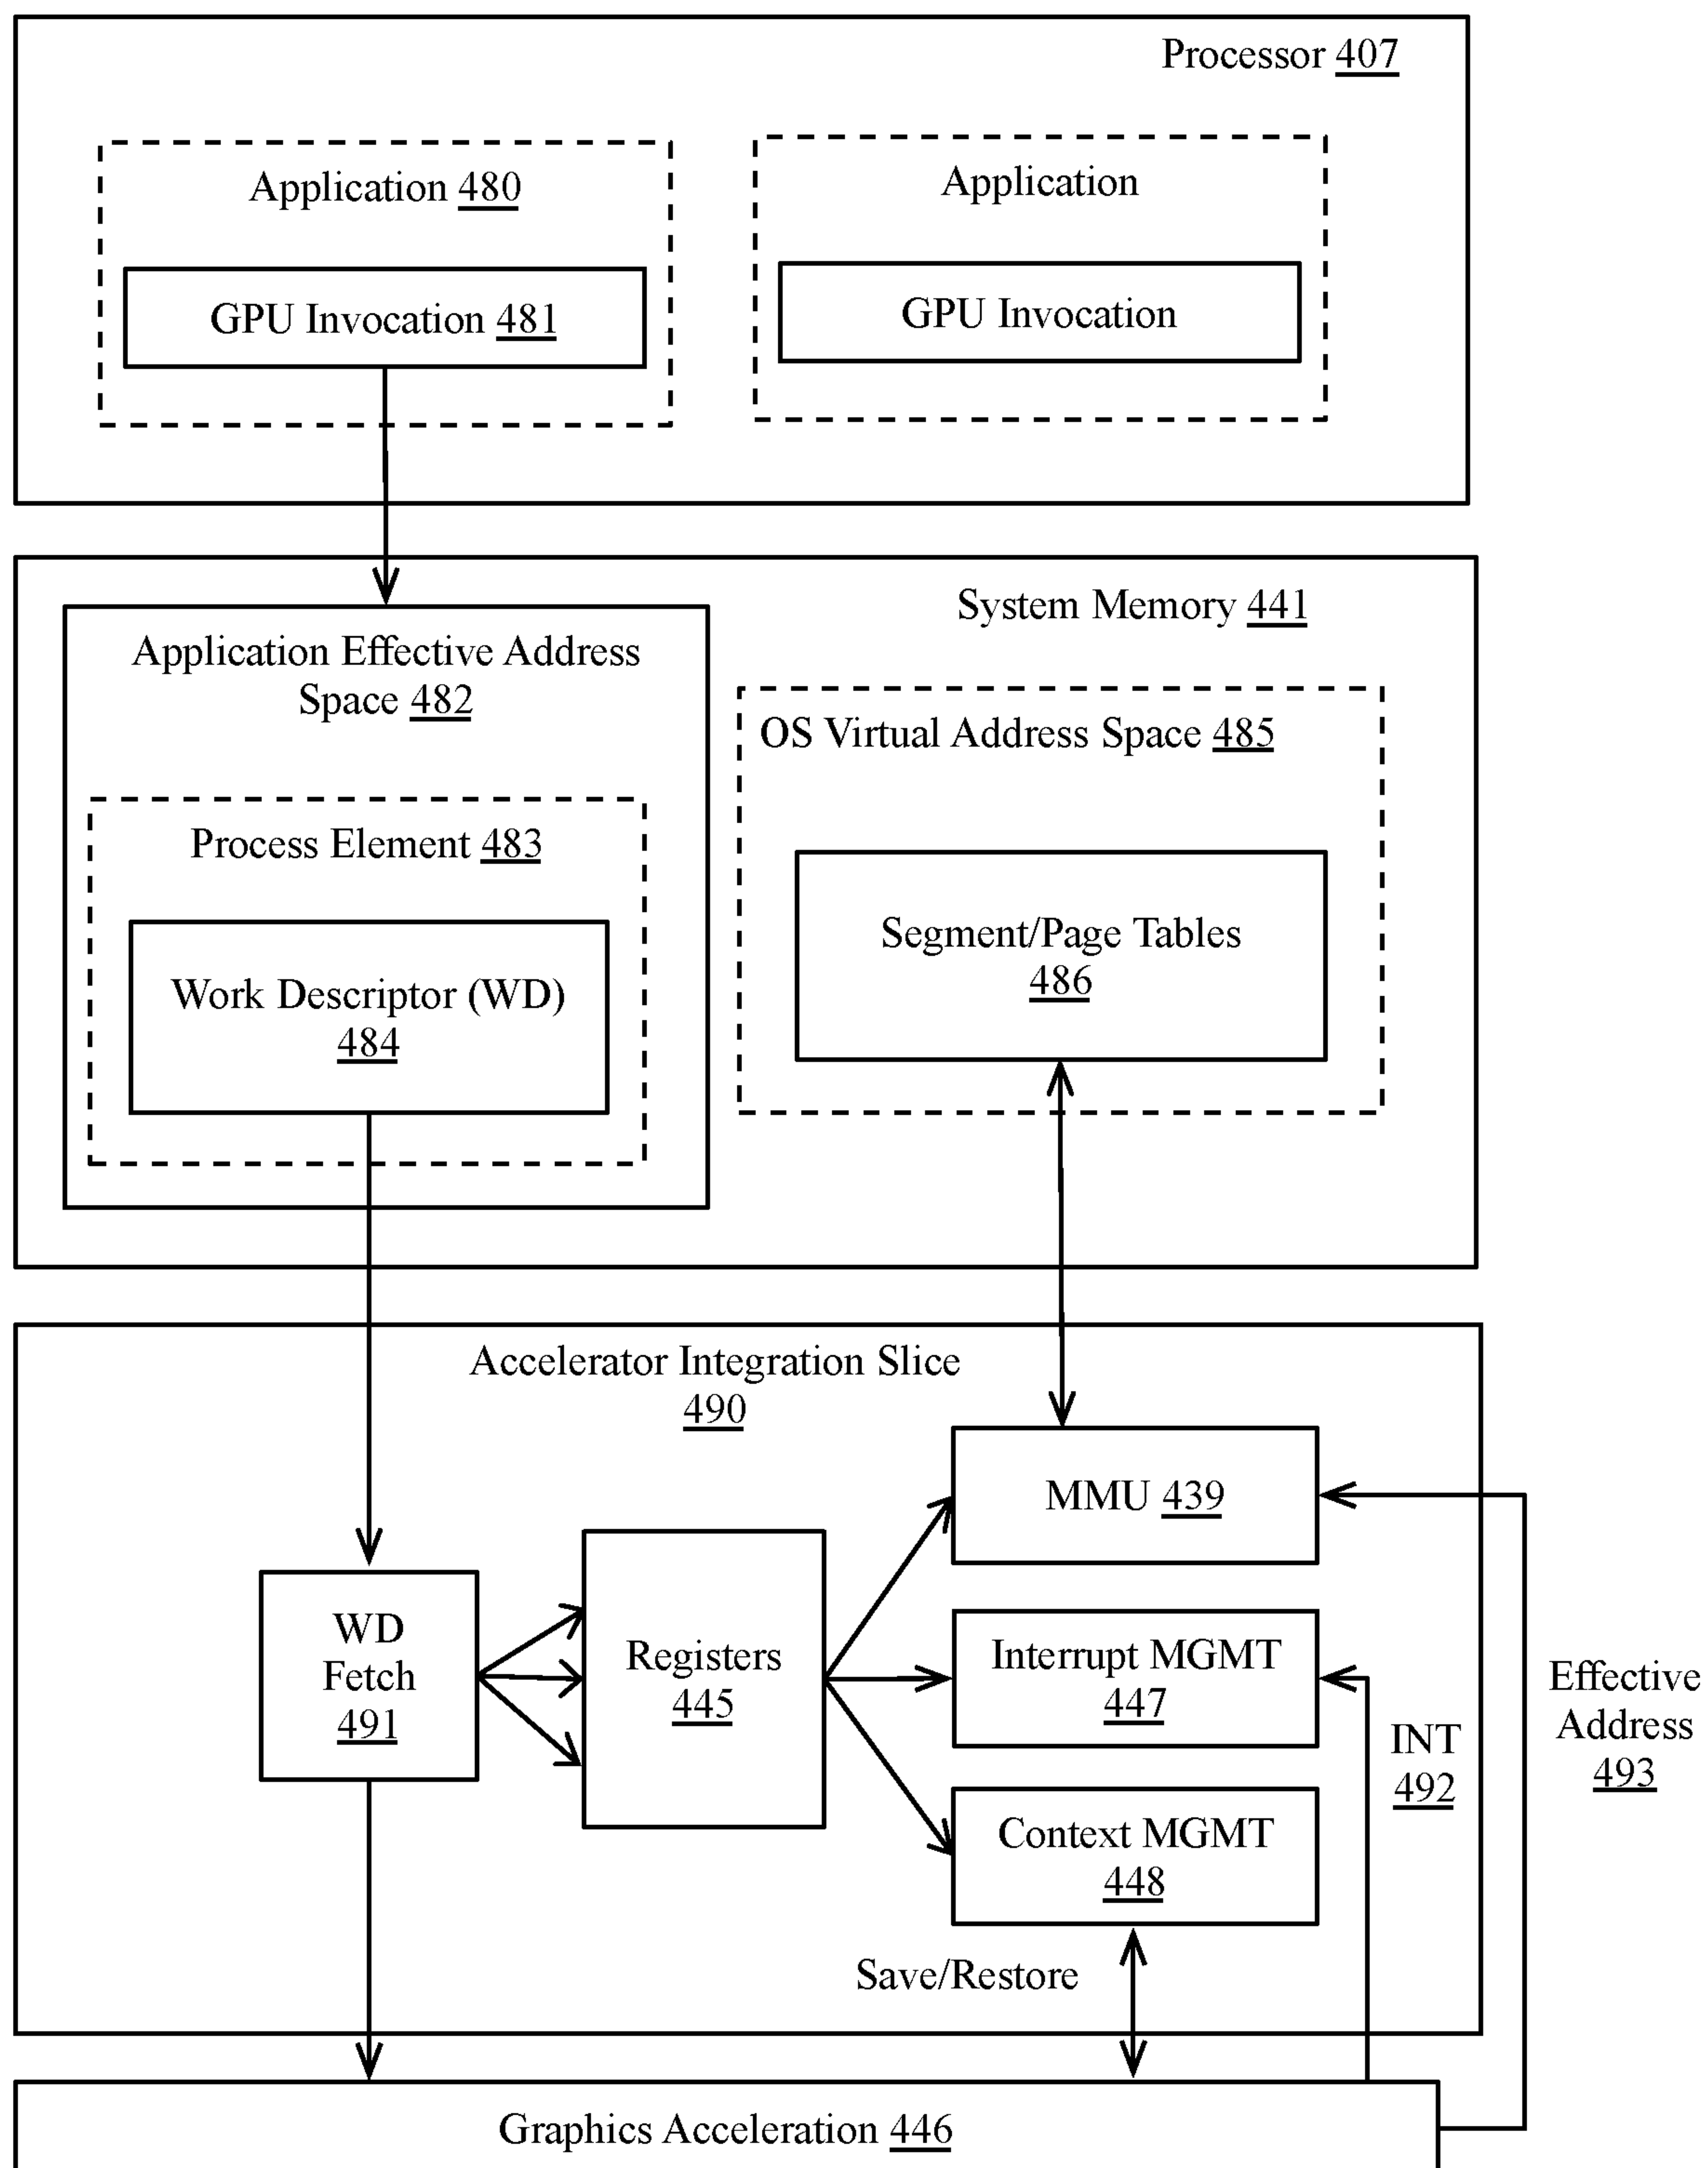 Processor 407
Application 480
GPU Invocation 481
Application
GPU Invocation
System Memory 441
Application Effective Address
Space 482
Process Element 483
Work Descriptor (WD)
484
OS Virtual Address Space 485
Segment/Page Tables
486
Accelerator Integration Slice
490
WD
Fetch
491
Registers
445
MMU 439
Interrupt MGMT
447
Context MGMT
448
Save/Restore
INT
492
Effective
Address
493
Graphics Acceleration 446